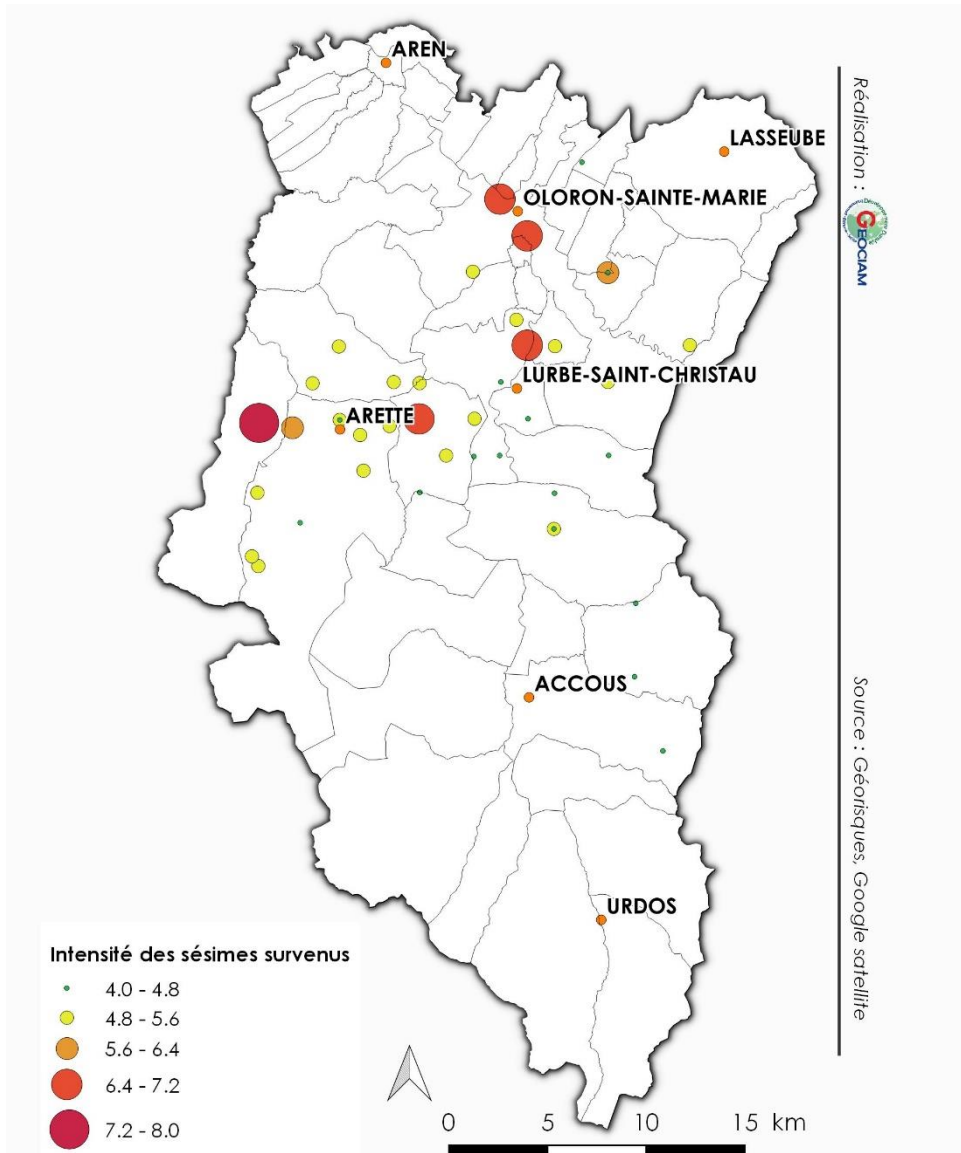 AREN
LASSEUBE
OLORON-SAINTE-MARIE
LURBE-SAINT-CHRISTAU
ARETTE
ACCOUS
URDOS
Réalisation :
GEOCIAM
Source : Géorisques, Google satellite
Intensité des sésimes survenus
4.0 - 4.8
4.8 - 5.6
5.6 - 6.4
6.4 - 7.2
7.2 - 8.0
0 5 10 15 km